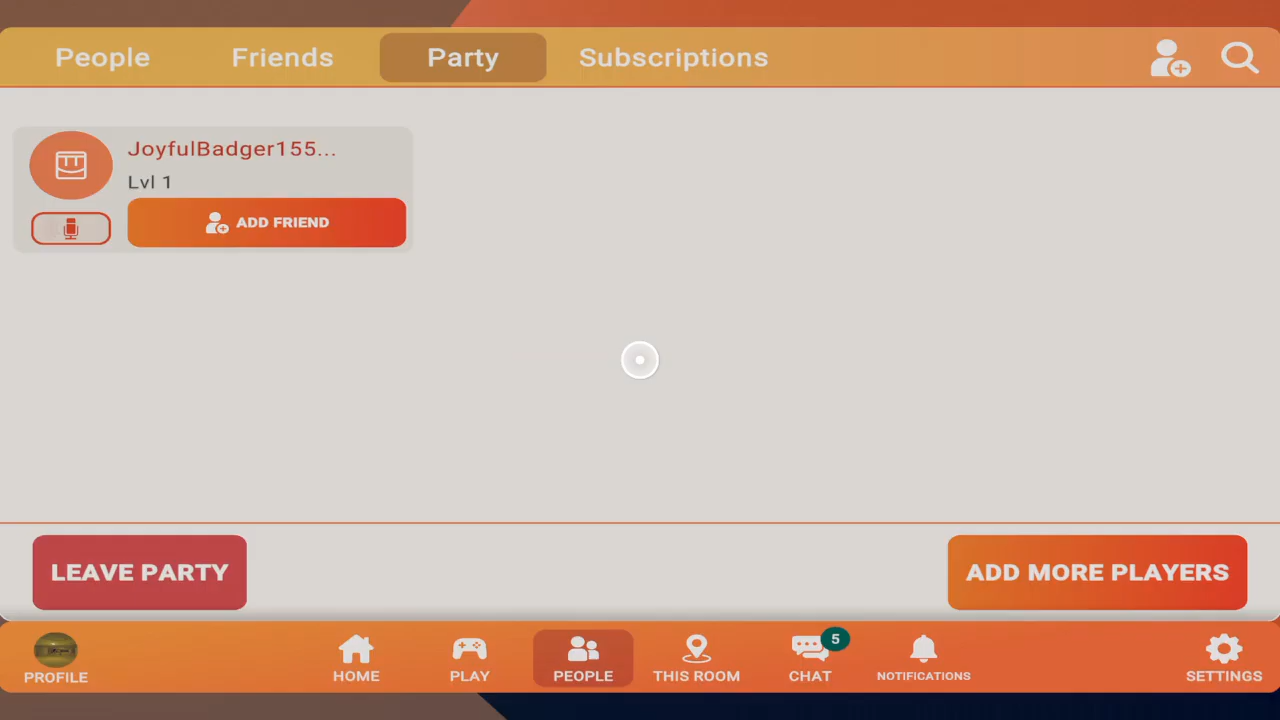 People Friends Party Subscriptions
JoyfulBadger155...
Lvl 1
ADD FRIEND
LEAVE PARTY ADD MORE PLAYERS
5
PROFILE HOME PLAY PEOPLE THIS ROOM CHAT NOTIFICATIONS SETTINGS